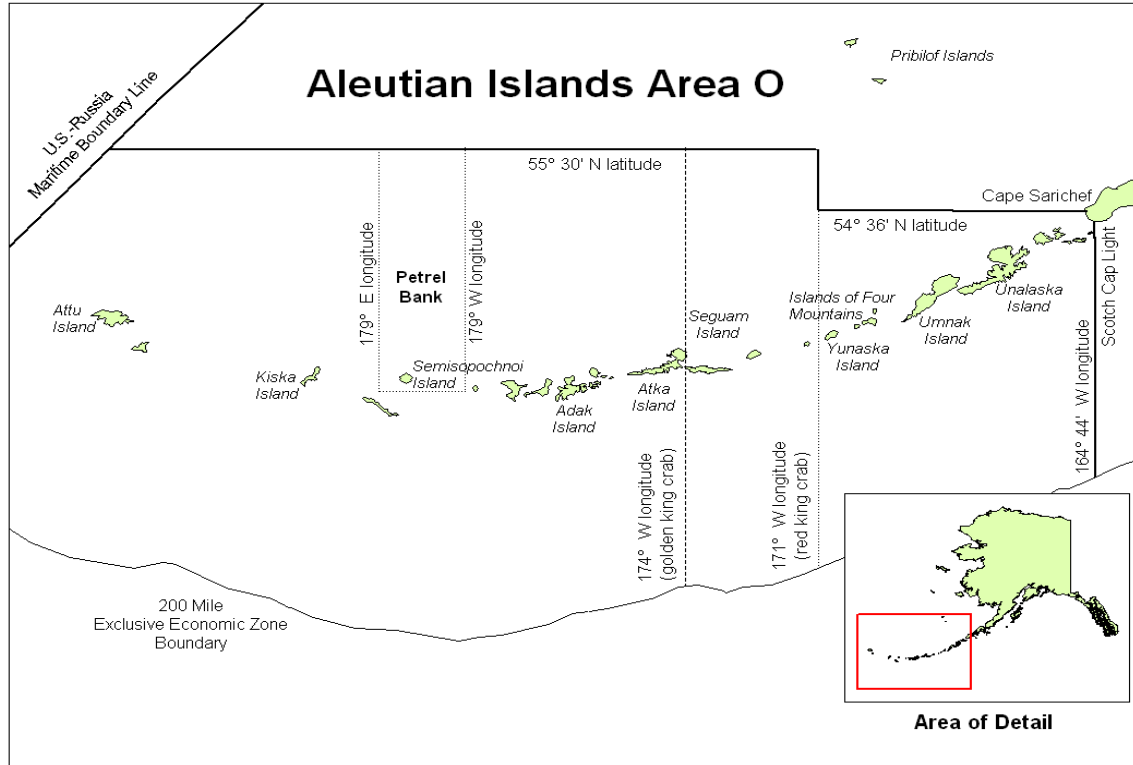 Aleutian Islands Area O
Pribilof Islands
U.S.-Russia
Maritime Boundary Line
55° 30' N latitude
Cape Sarichef
54° 36' N latitude
179° E longitude
Petrel
Bank
179° W longitude
Scotch Cap Light
Attu
Island
Kiska
Island
Semisopochnoi
Island
Adak
Island
Atka
Island
Seguam
Island
Islands of Four
Mountains
Yunaska
Island
Umnak
Island
Unalaska
Island
174° W longitude
(golden king crab)
171° W longitude
(red king crab)
164° 44' W longitude
200 Mile
Exclusive Economic Zone
Boundary
Area of Detail